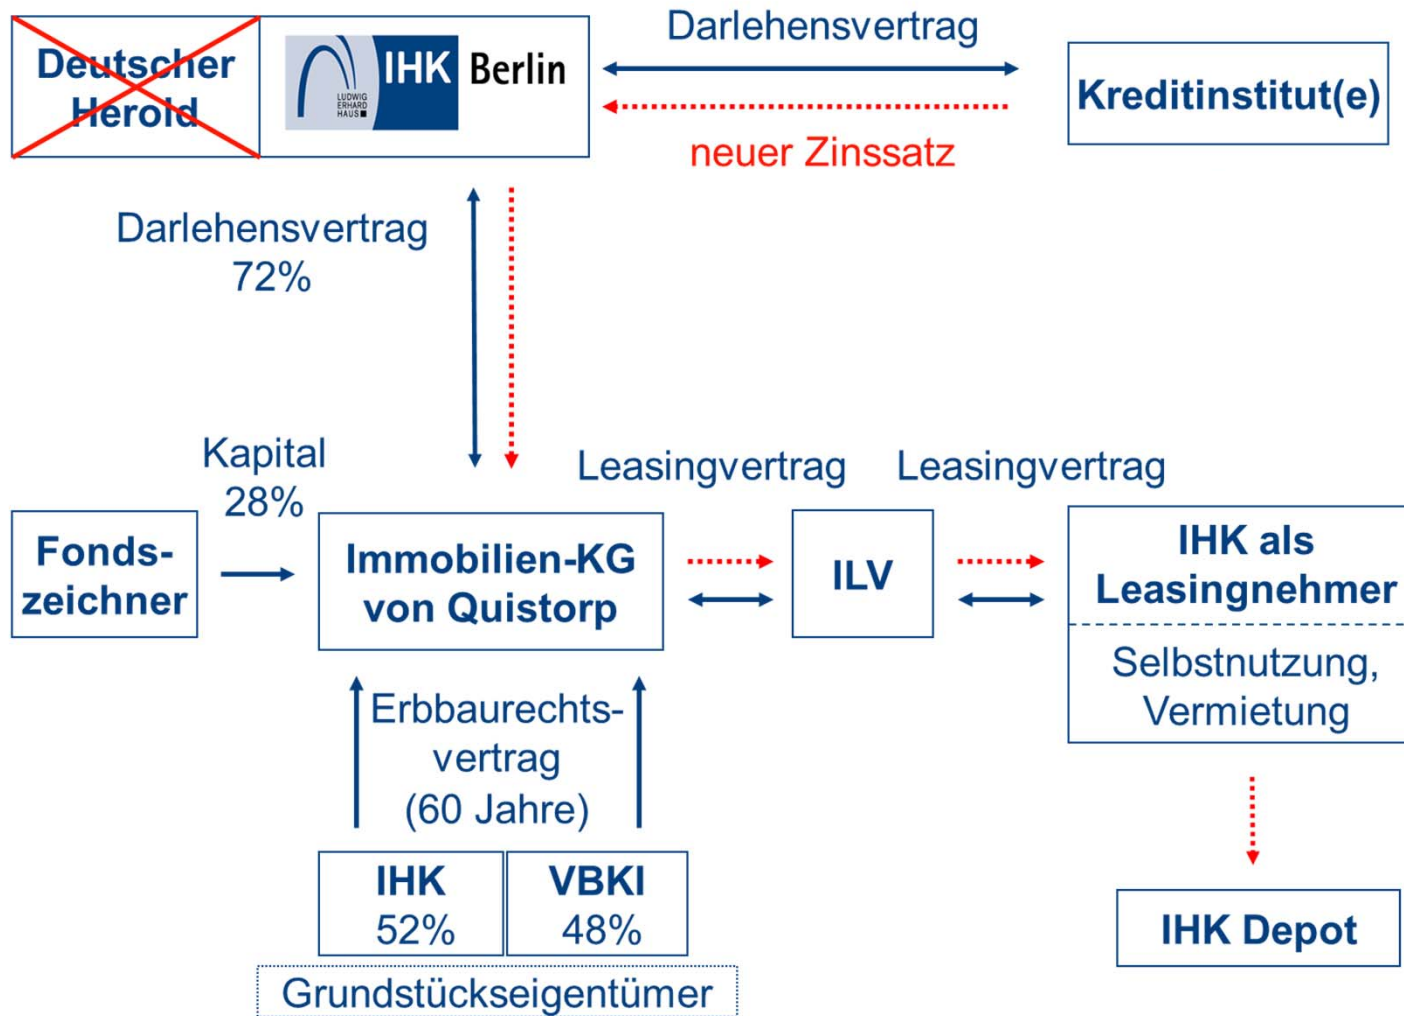 Deutscher
Herold
LUDWIG
ERHARD
HAUS
IHK Berlin
Darlehensvertrag
neuer Zinssatz
Kreditinstitut(e)
Darlehensvertrag
72%
Kapital
28%
Leasingvertrag
Leasingvertrag
Fonds-
zeichner
Immobilien-KG
von Quistorp
ILV
IHK als
Leasingnehmer
Selbstnutzung,
Vermietung
Erbbaurechts-
vertrag
(60 Jahre)
IHK
52%
VBKI
48%
Grundstückseigentümer
IHK Depot